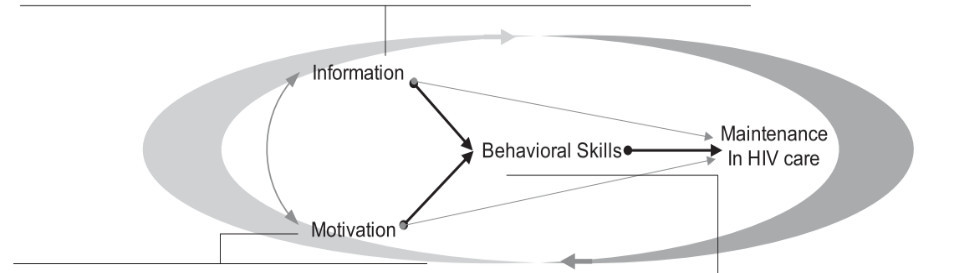 Information
Behavioral Skills
Maintenance
In HIV care
Motivation